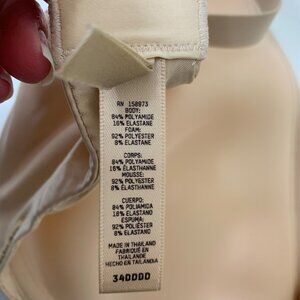 RN 158973
BODY:
84% POLYAMIDE
16% ELASTANE
FOAM:
92% POLYESTER
8% ELASTANE
CORPS:
84% POLYAMIDE
16% ELASTHANNE
MOUSSE:
92% POLYESTER
8% ELASTHANNE
CUERPO:
84% POLIAMIDA
16% ELASTANO
ESPUMA:
92% POLIÉSTER
8% ELASTANO
MADE IN THAILAND
FABRIQUÉ EN
THAÏLANDE
HECHO EN TAILANDIA
34DDDD